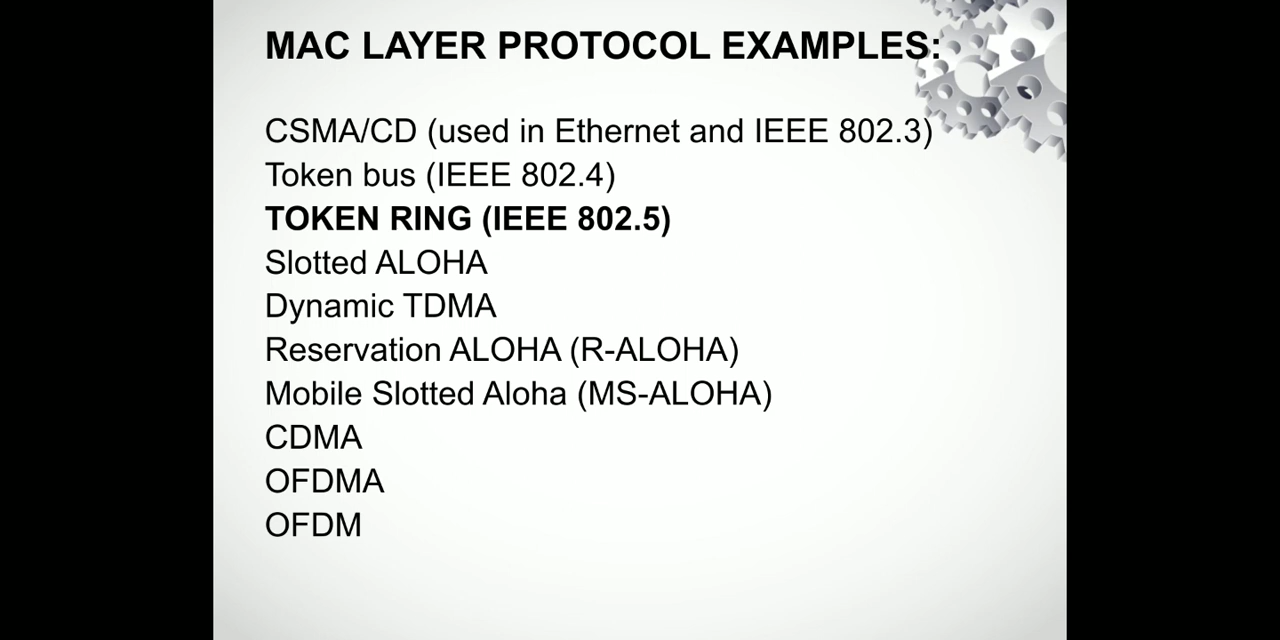 MAC LAYER PROTOCOL EXAMPLES:
CSMA/CD (used in Ethernet and IEEE 802.3)
Token bus (IEEE 802.4)
TOKEN RING (IEEE 802.5)
Slotted ALOHA
Dynamic TDMA
Reservation ALOHA (R-ALOHA)
Mobile Slotted Aloha (MS-ALOHA)
CDMA
OFDMA
OFDM